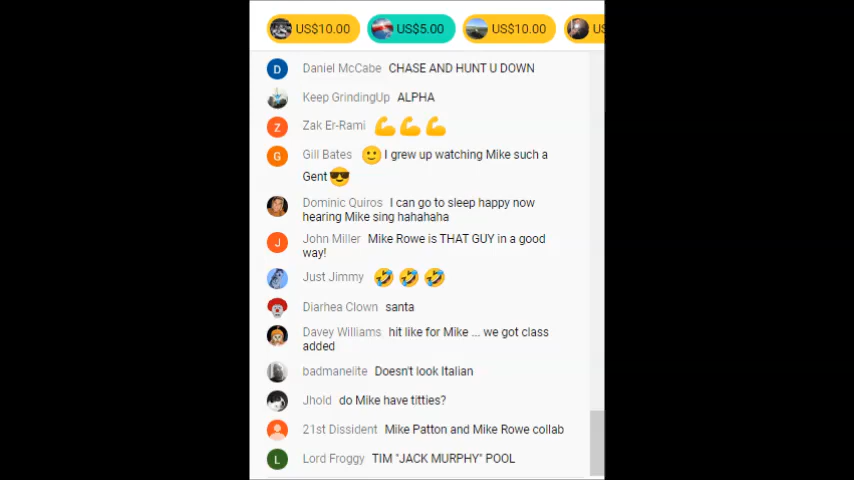 US$10.00 US$5.00 US$10.00 US
Daniel McCabe CHASE AND HUNT U DOWN
Keep GrindingUp ALPHA
Zak Er-Rami 💪💪💪
Gill Bates 🙂I grew up watching Mike such a
Gent😎
Dominic Quiros I can go to sleep happy now
hearing Mike sing hahahaha
John Miller Mike Rowe is THAT GUY in a good
way!
Just Jimmy 🤣🤣🤣
Diarhea Clown santa
Davey Williams hit like for Mike ... we got class
added
badmanelite Doesn't look Italian
Jhold do Mike have titties?
21st Dissident Mike Patton and Mike Rowe collab
Lord Froggy TIM "JACK MURPHY" POOL